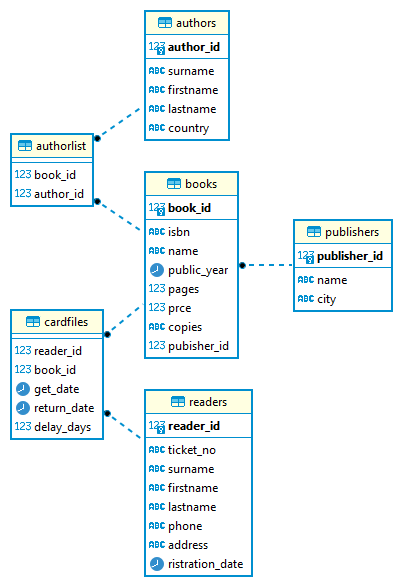 authors
123 author_id
ABC surname
ABC firstname
ABC lastname
ABC country
authorlist
123 book_id
123 author_id
books
123 book_id
ABC isbn
ABC name
public_year
123 pages
123 prce
ABC copies
123 pubisher_id
publishers
123 publisher_id
ABC name
ABC city
cardfiles
123 reader_id
123 book_id
get_date
return_date
123 delay_days
readers
123 reader_id
ABC ticket_no
ABC surname
ABC firstname
ABC lastname
ABC phone
ABC address
ristration_date